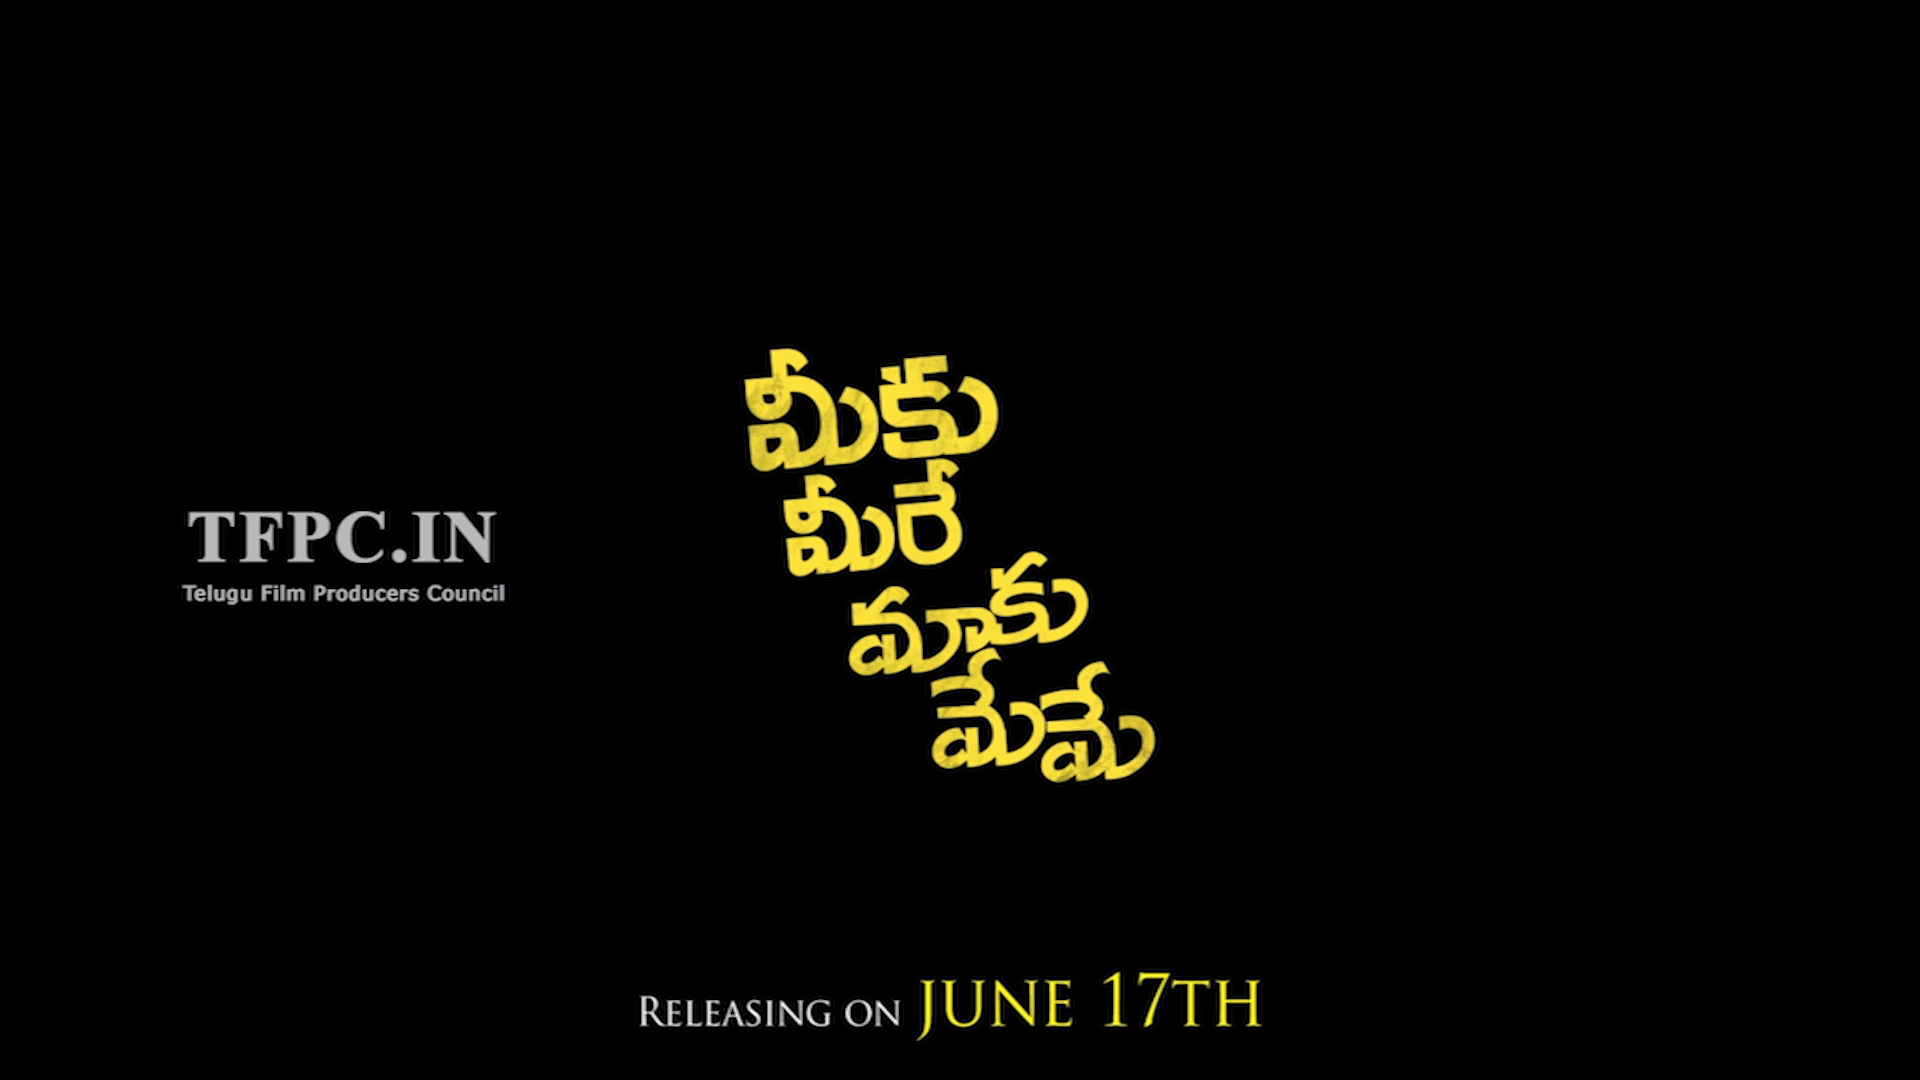 మీకు
మీరే
మాకు
మేమే
TFPC.IN
Telugu Film Producers Council
RELEASING ON JUNE 17TH